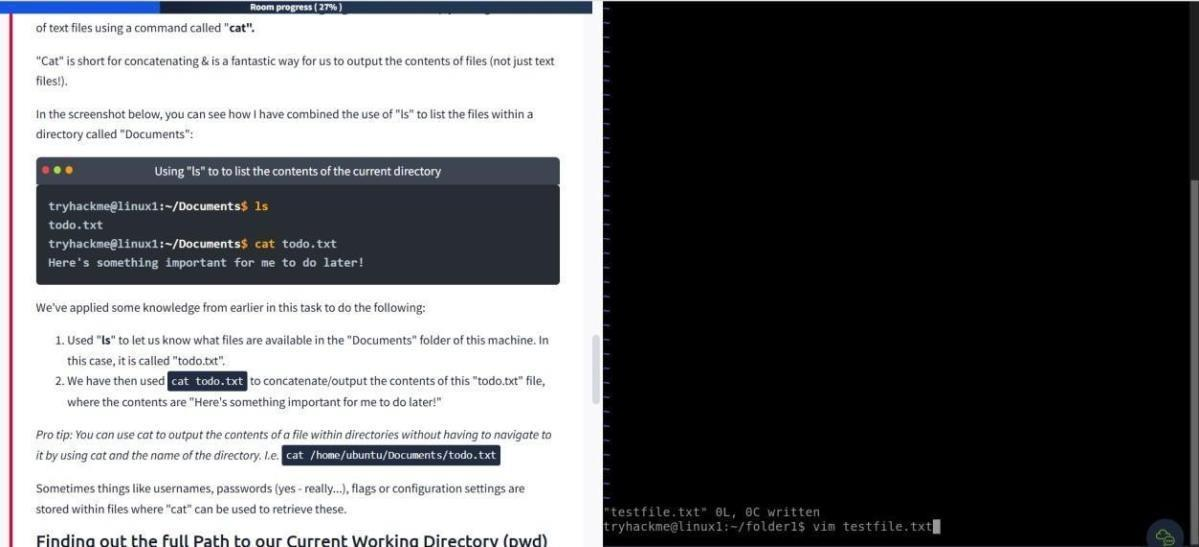 Room progress ( 27% )
of text files using a command called "cat".
"Cat" is short for concatenating & is a fantastic way for us to output the contents of files (not just text
files!).
In the screenshot below, you can see how I have combined the use of "ls" to list the files within a
directory called "Documents":
Using "ls" to to list the contents of the current directory
tryhackme@linux1:~/Documents$ ls
todo.txt
tryhackme@linux1:~/Documents$ cat todo.txt
Here's something important for me to do later!
We've applied some knowledge from earlier in this task to do the following:
1. Used "ls" to let us know what files are available in the "Documents" folder of this machine. In
this case, it is called "todo.txt".
2. We have then used cat todo.txt to concatenate/output the contents of this "todo.txt" file,
where the contents are "Here's something important for me to do later!"
Pro tip: You can use cat to output the contents of a file within directories without having to navigate to
it by using cat and the name of the directory. I.e. cat /home/ubuntu/Documents/todo.txt
Sometimes things like usernames, passwords (yes - really...), flags or configuration settings are
stored within files where "cat" can be used to retrieve these.
Finding out the full Path to our Current Working Directory (pwd)
"testfile.txt" 0L, 0C written
tryhackme@linux1:~/folder1$ vim testfile.txt